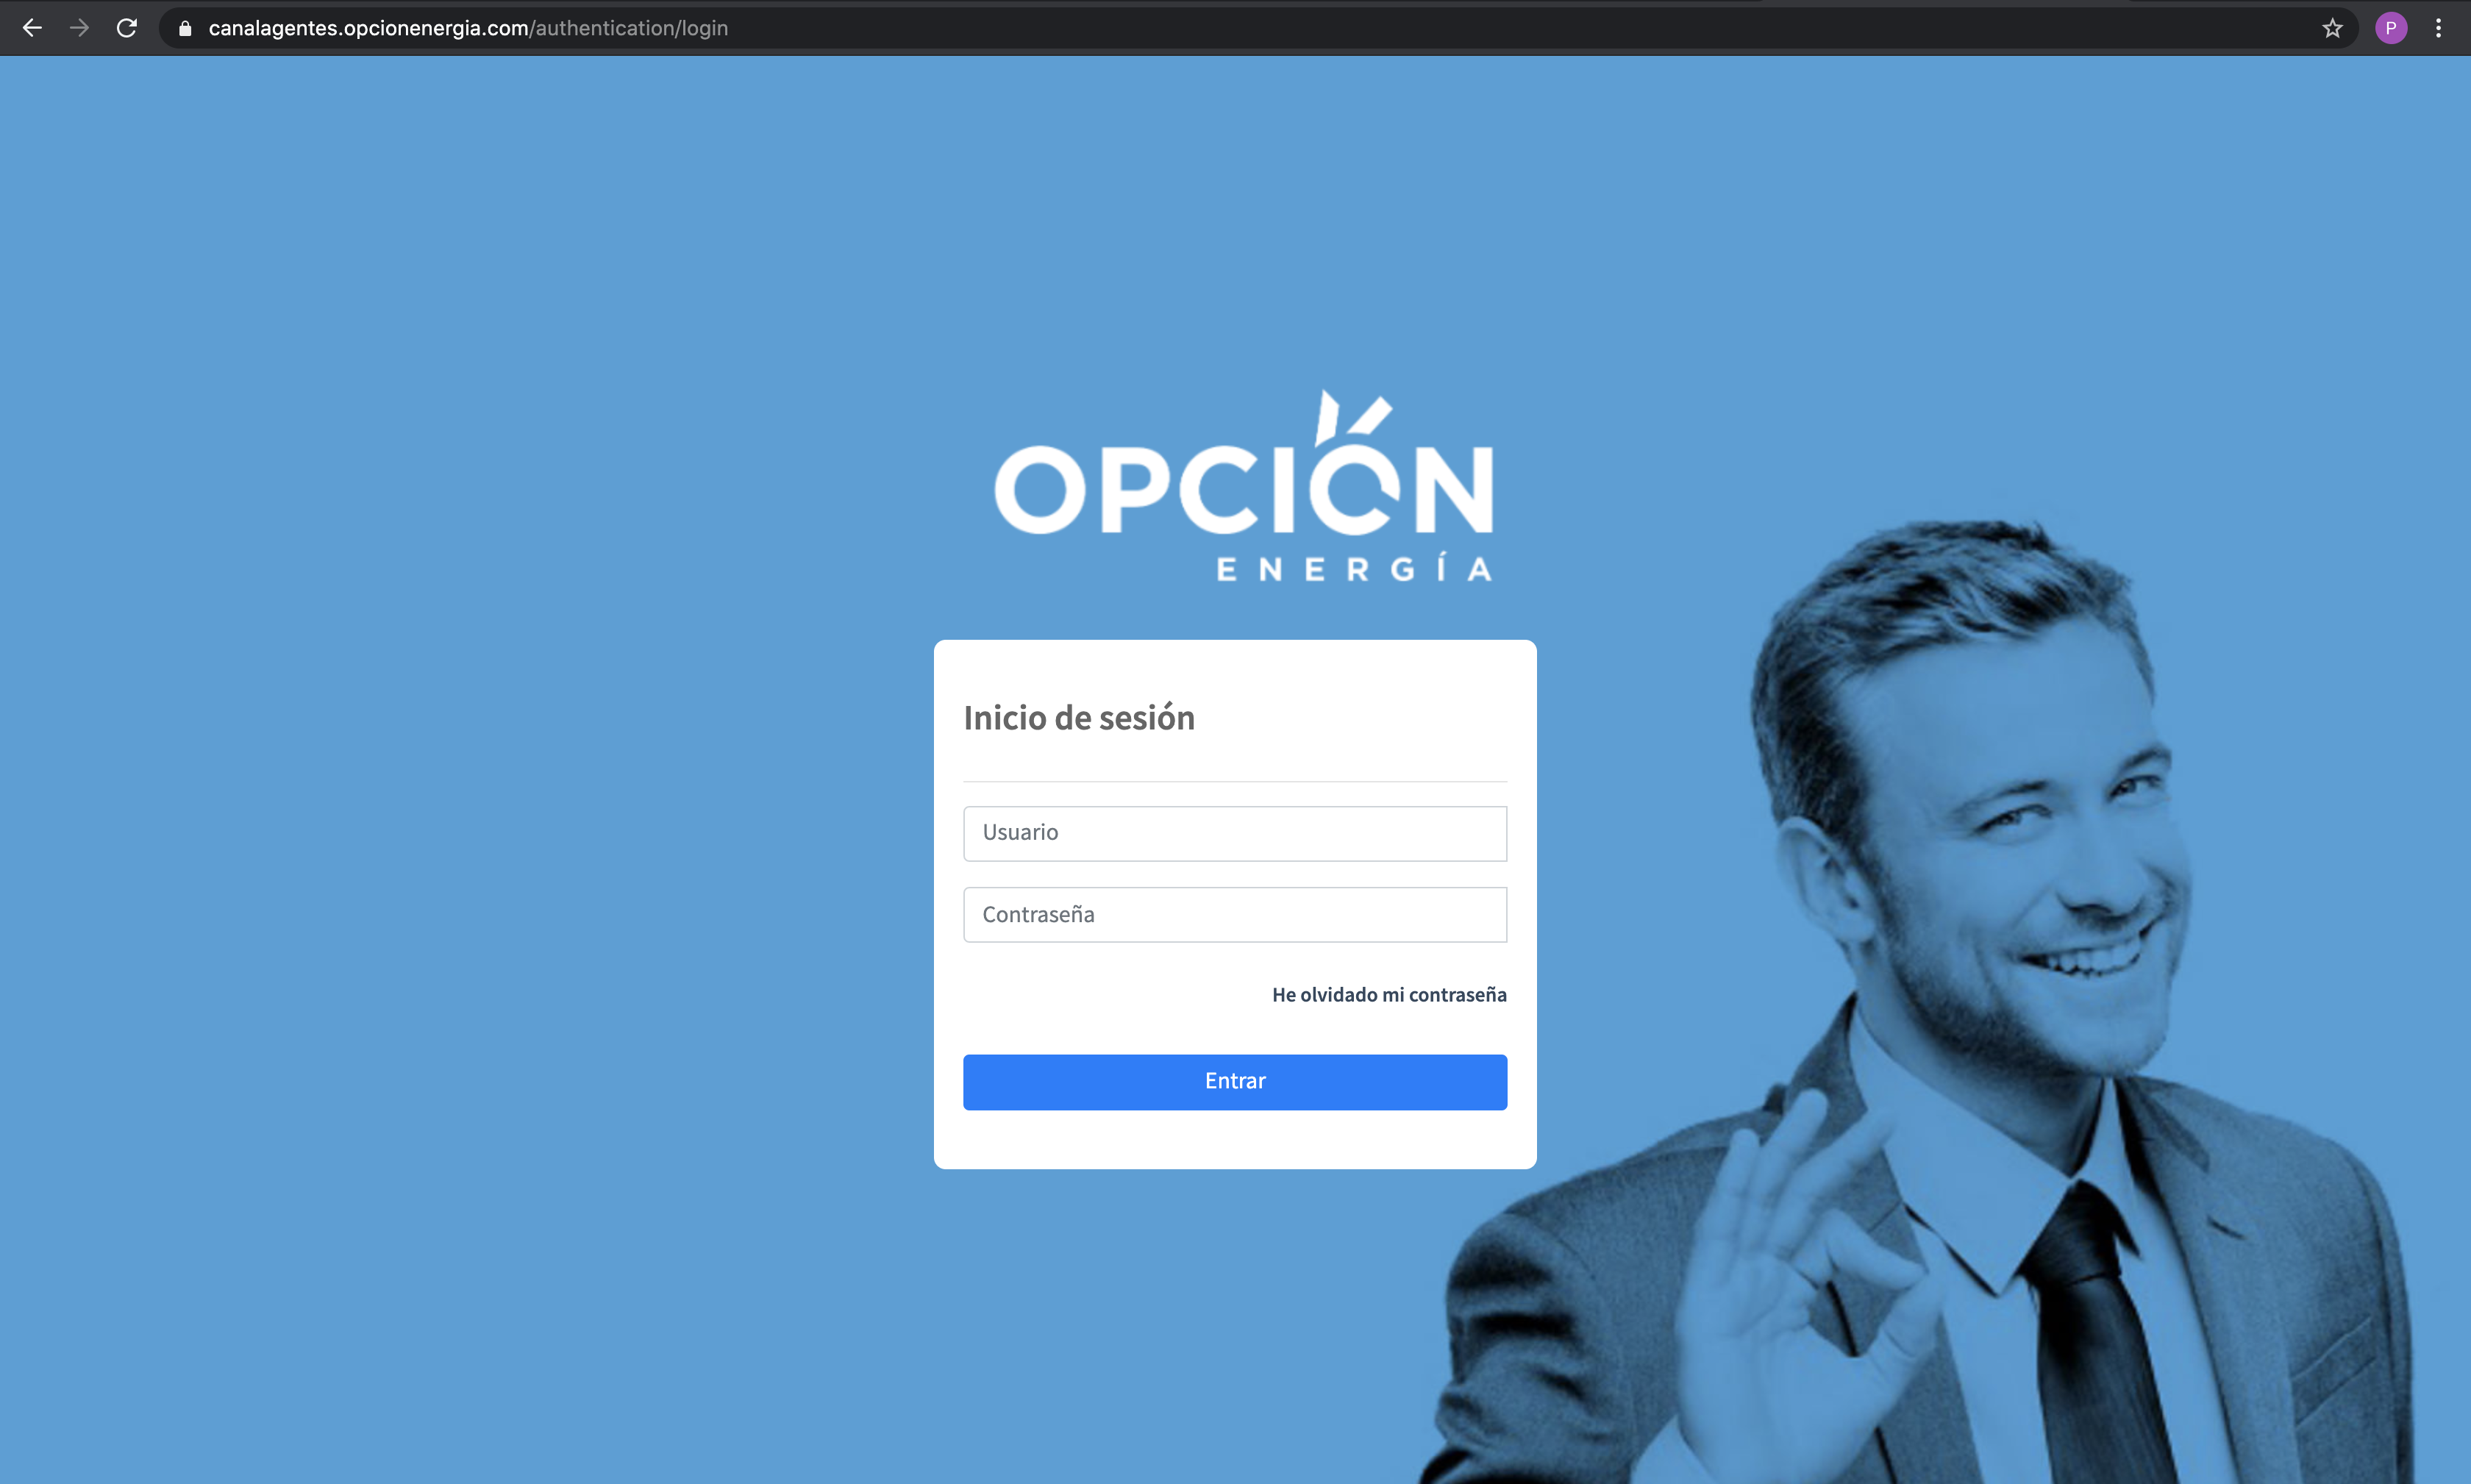 canalagentes.opcionenergia.com/authentication/login
P
OPCIÓN
ENERGÍA
Inicio de sesión
Usuario
Contraseña
He olvidado mi contraseña
Entrar